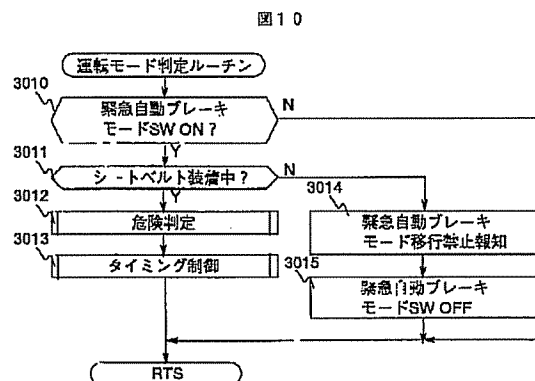 図10
運転モード判定ルーチン
3010
緊急自動ブレーキ
モードSW ON？
N
Y
3011
シートベルト装着中？
N
Y
3012
危険判定
3013
タイミング制御
3014
緊急自動ブレーキ
モード移行禁止報知
3015
緊急自動ブレーキ
モードSW OFF
RTS